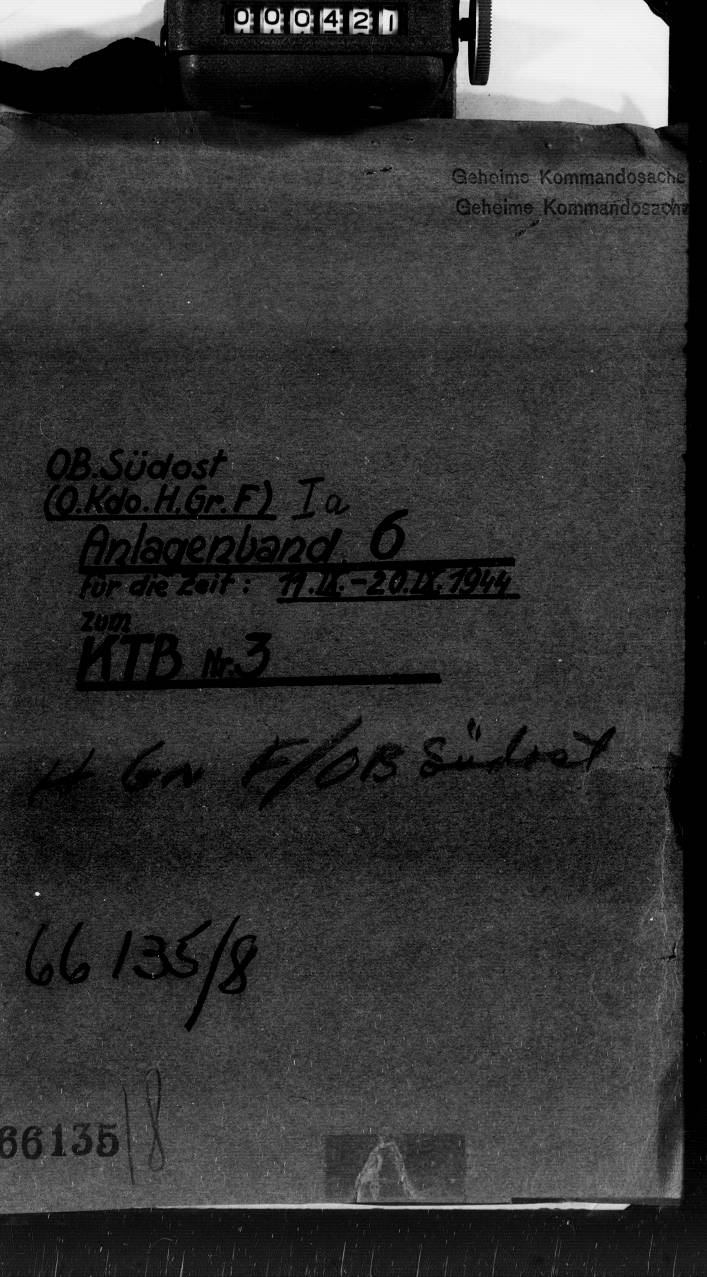 000421
Geheime Kommandosache
Geheime Kommandosache
OB.Südost
(O.Kdo.H.Gr.F) Ia
Anlagenband 6
für die Zeit: 11.IX.-20.IX.1944
zum
KTB Nr.3
H Gr F/OB Südost
66135/8
66135/8